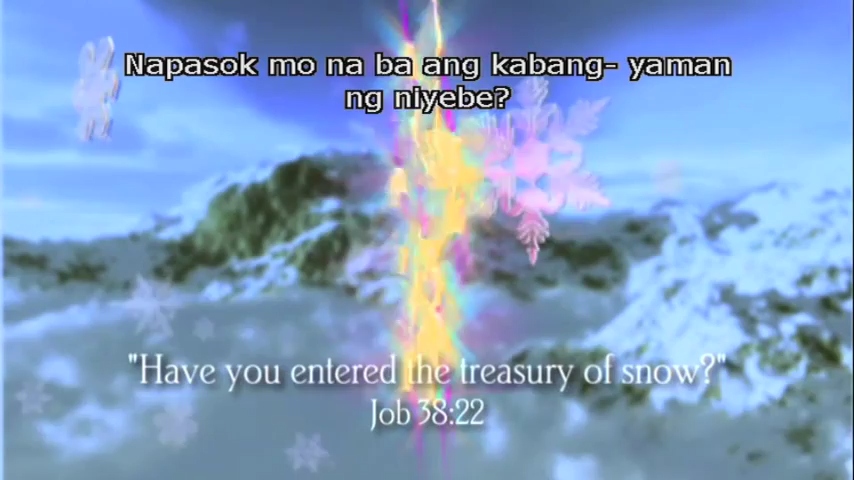 Napasok mo na ba ang kabang- yaman
ng niyebe?
"Have you entered the treasury of snow?"
Job 38:22